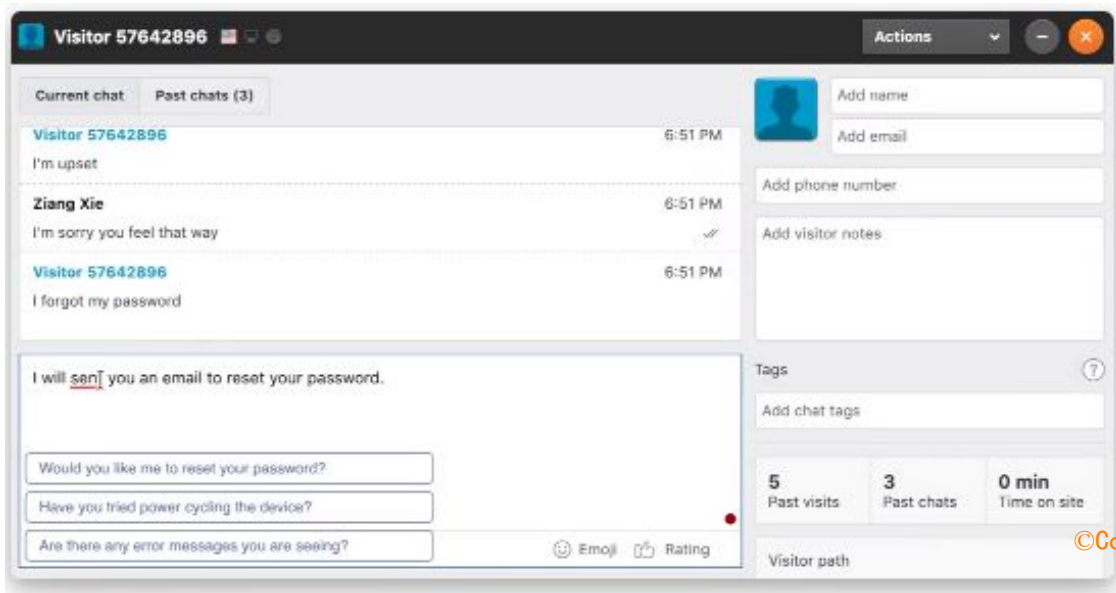 Visitor 57642896
Actions
Current chat Past chats (3)
Visitor 57642896 6:51 PM
I'm upset
Ziang Xie 6:51 PM
I'm sorry you feel that way
Visitor 57642896 6:51 PM
I forgot my password
I will sent you an email to reset your password.
Would you like me to reset your password?
Have you tried power cycling the device?
Are there any error messages you are seeing?
Emoji Rating
Add name
Add email
Add phone number
Add visitor notes
Tags ?
Add chat tags
5 3 0 min
Past visits Past chats Time on site
Visitor path